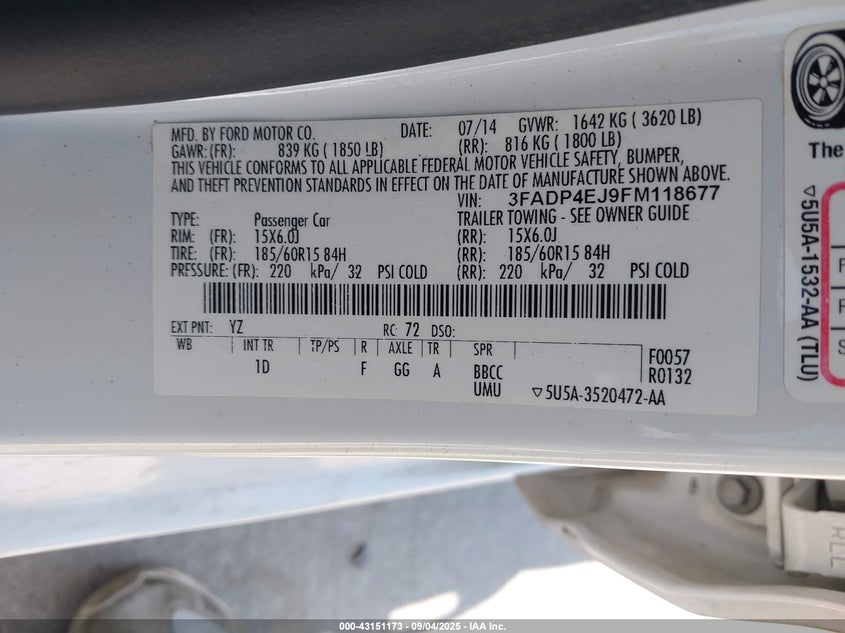 MFD. BY FORD MOTOR CO. DATE: 07/14 GVWR: 1642 KG ( 3620 LB)
GAWR:(FR): 839 KG ( 1850 LB) (RR): 816 KG ( 1800 LB)
THIS VEHICLE CONFORMS TO ALL APPLICABLE FEDERAL MOTOR VEHICLE SAFETY, BUMPER,
AND THEFT PREVENTION STANDARDS IN EFFECT ON THE DATE OF MANUFACTURE SHOWN ABOVE.
VIN: 3FADP4EJ9FM118677
TYPE: Passenger Car TRAILER TOWING - SEE OWNER GUIDE
RIM: (FR): 15X6.0J (RR): 15X6.0J
TIRE: (FR): 185/60R15 84H (RR): 185/60R15 84H
PRESSURE: (FR): 220 kPa/ 32 PSI COLD (RR): 220 kPa/ 32 PSI COLD
EXT PNT: YZ RC: 72 DSO:
WB INT TR TP/PS R AXLE TR SPR F0057
1D F GG A BBCC R0132
UMU ▽5U5A-3520472-AA
The
▽5U5A-1532-AA (TLU)
F
F
S
RLL
000-43151173 - 09/04/2025 - IAA Inc.